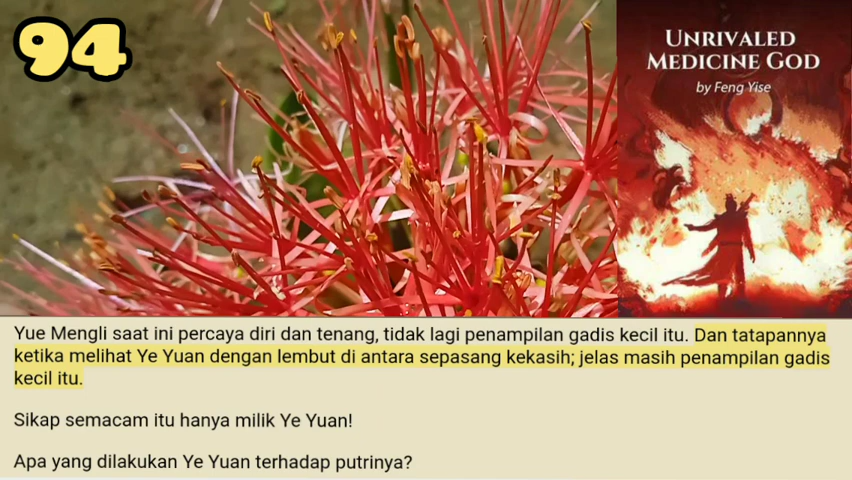 94
UNRIVALED
MEDICINE GOD
by Feng Yise
Yue Mengli saat ini percaya diri dan tenang, tidak lagi penampilan gadis kecil itu. Dan tatapannya
ketika melihat Ye Yuan dengan lembut di antara sepasang kekasih; jelas masih penampilan gadis
kecil itu.
Sikap semacam itu hanya milik Ye Yuan!
Apa yang dilakukan Ye Yuan terhadap putrinya?